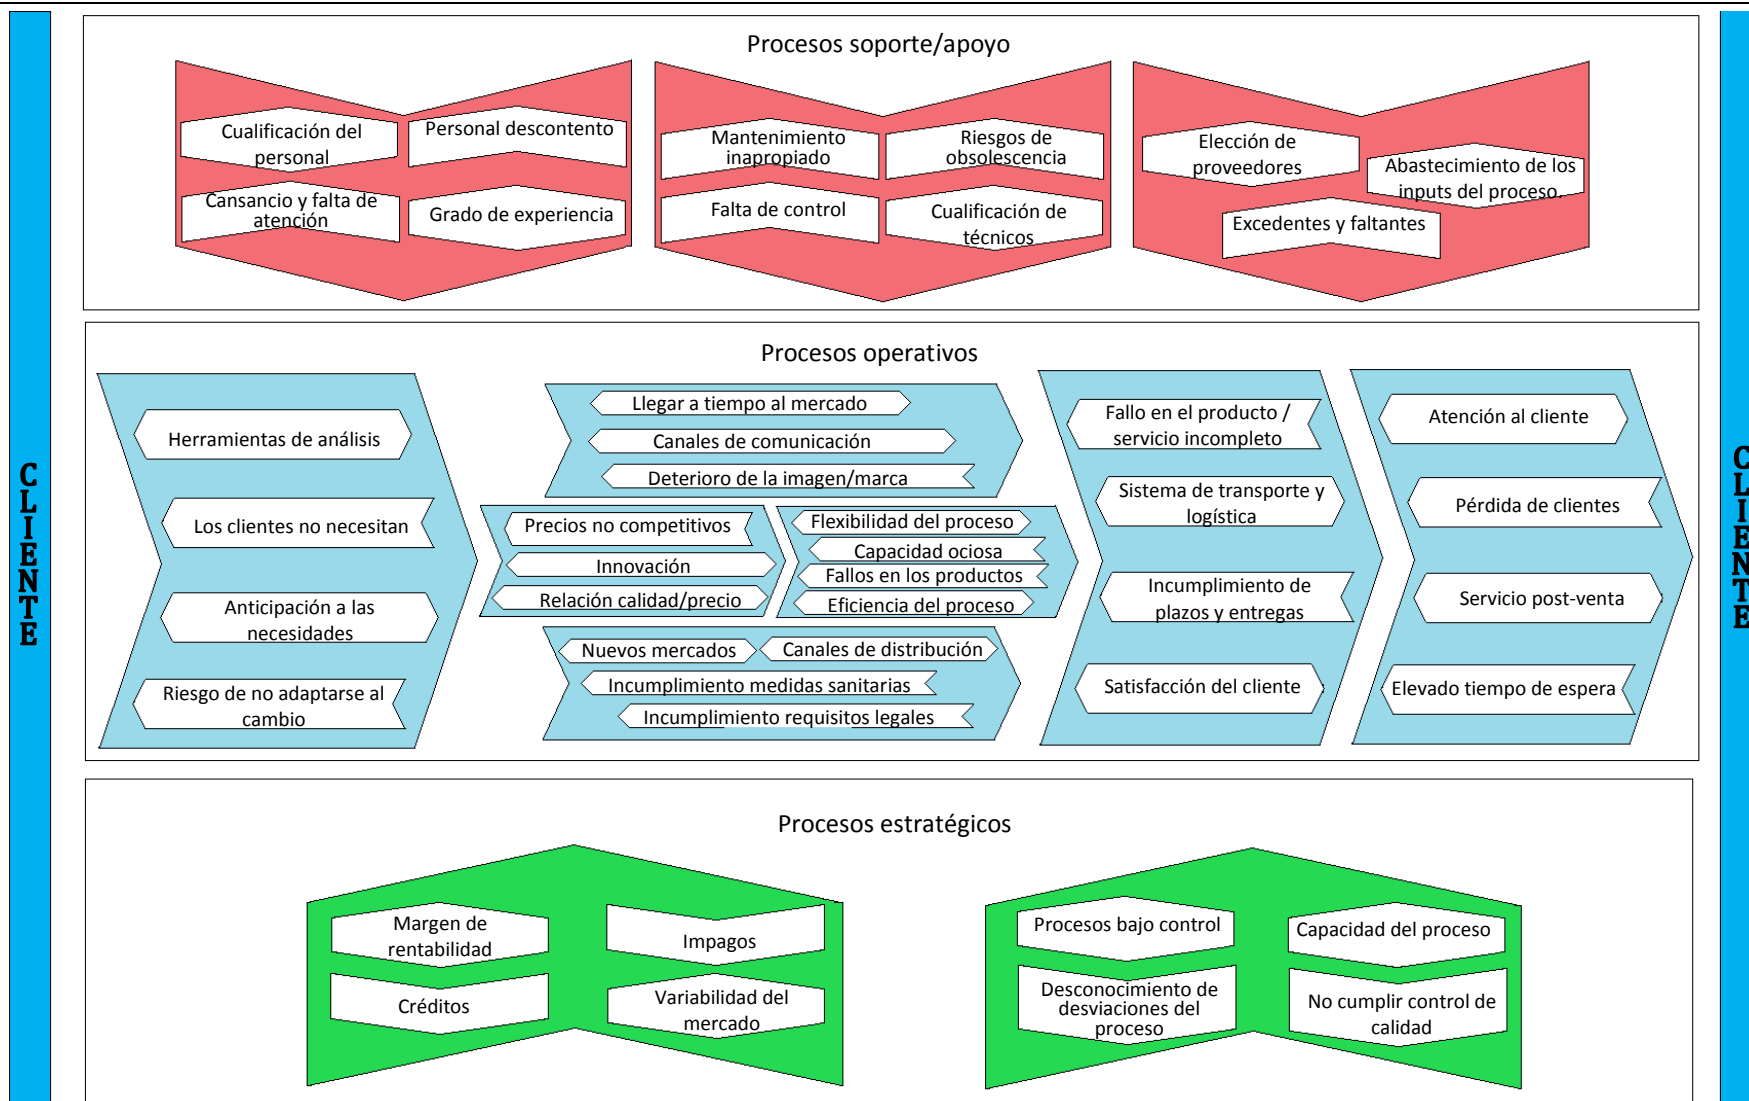 CLIENTE
Procesos soporte/apoyo
Cualificación del
personal
Personal descontento
Cansancio y falta de
atención
Grado de experiencia
Mantenimiento
inapropiado
Riesgos de
obsolescencia
Falta de control
Cualificación de
técnicos
Elección de
proveedores
Abastecimiento de los
inputs del proceso.
Excedentes y faltantes
Procesos operativos
Herramientas de análisis
Los clientes no necesitan
Anticipación a las
necesidades
Riesgo de no adaptarse al
cambio
Llegar a tiempo al mercado
Canales de comunicación
Deterioro de la imagen/marca
Precios no competitivos
Innovación
Relación calidad/precio
Flexibilidad del proceso
Capacidad ociosa
Fallos en los productos
Eficiencia del proceso
Nuevos mercados
Canales de distribución
Incumplimiento medidas sanitarias
Incumplimiento requisitos legales
Fallo en el producto /
servicio incompleto
Sistema de transporte y
logística
Incumplimiento de
plazos y entregas
Satisfacción del cliente
Atención al cliente
Pérdida de clientes
Servicio post-venta
Elevado tiempo de espera
Procesos estratégicos
Margen de
rentabilidad
Impagos
Créditos
Variabilidad del
mercado
Procesos bajo control
Capacidad del proceso
Desconocimiento de
desviaciones del
proceso
No cumplir control de
calidad
CLIENTE